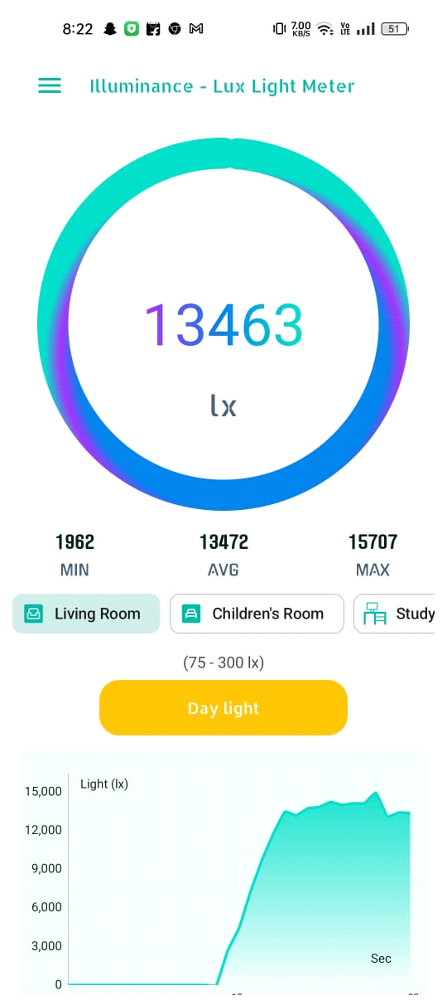 8:22 7.00 KB/S Vo LTE 51
Illuminance - Lux Light Meter
13463
lx
1962 13472 15707
MIN AVG MAX
Living Room Children's Room Study
(75 - 300 lx)
Day light
Light (lx)
15,000
12,000
9,000
6,000
3,000
Sec
0